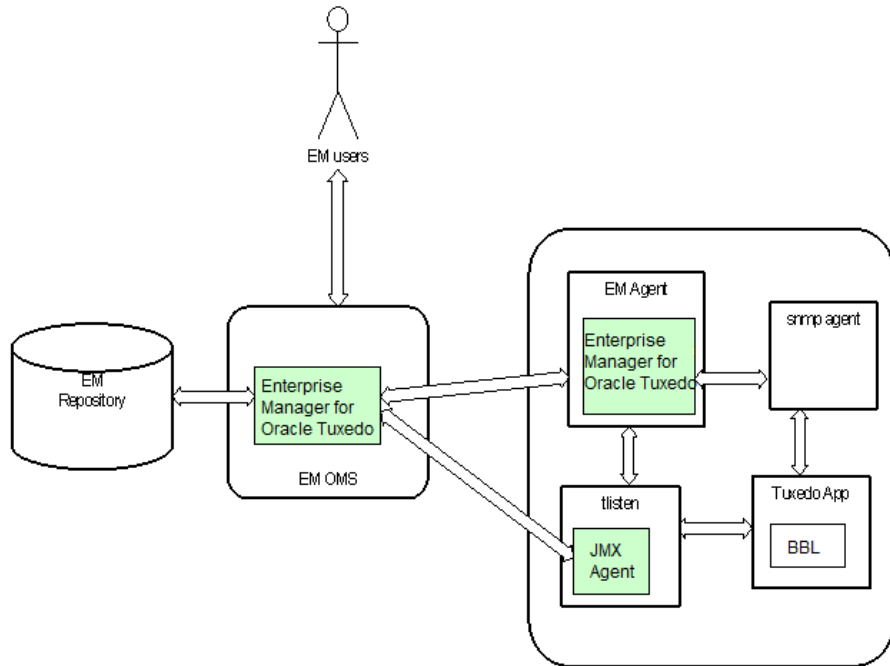 EM users
EM Agent
snmp agent
Enterprise
Manager for
Oracle Tuxedo
EM
Repository
Enterprise
Manager for
Oracle Tuxedo
EM OMS
tlisten
Tuxedo App
JMX
Agent
BBL